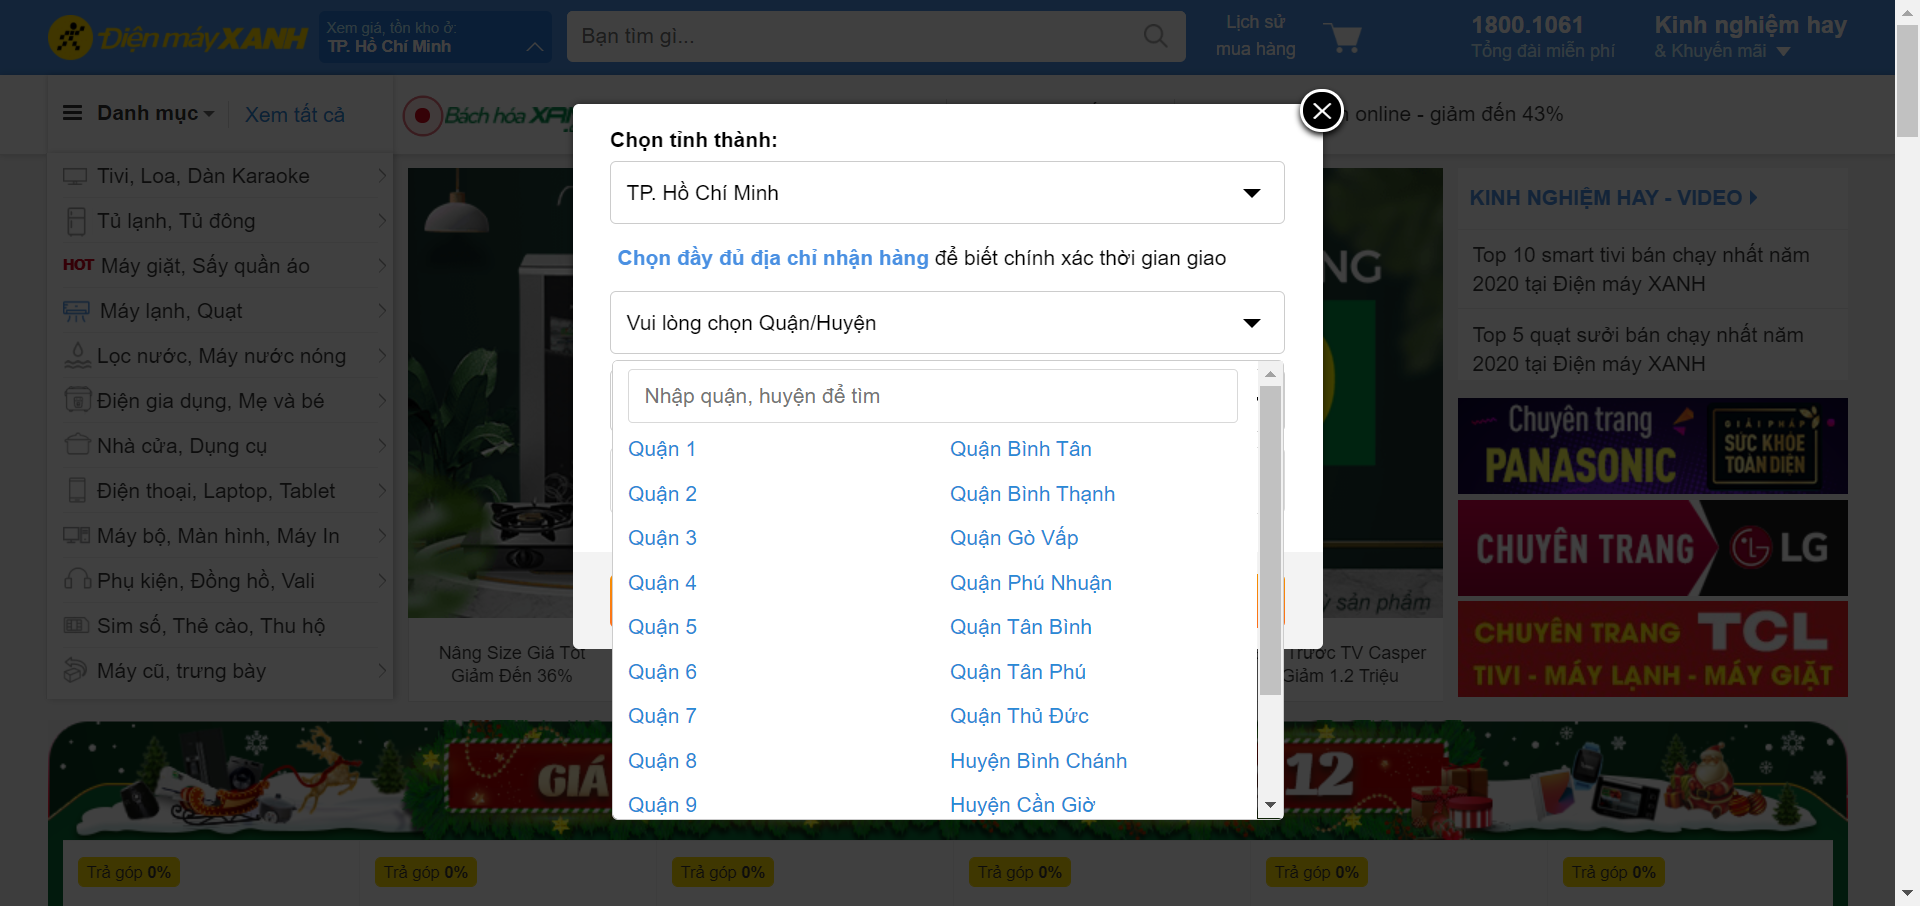 Điện máy XANH
Xem giá, tồn kho ở:
TP. Hồ Chí Minh
Bạn tìm gì...
Lịch sử
mua hàng
1800.1061
Tổng đài miễn phí
Kinh nghiệm hay
& Khuyến mãi
Danh mục
Xem tất cả
Bách hóa
online - giảm đến 43%
Tivi, Loa, Dàn Karaoke
Tủ lạnh, Tủ đông
HOT Máy giặt, Sấy quần áo
Máy lạnh, Quạt
Lọc nước, Máy nước nóng
Điện gia dụng, Mẹ và bé
Nhà cửa, Dụng cụ
Điện thoại, Laptop, Tablet
Máy bộ, Màn hình, Máy In
Phụ kiện, Đồng hồ, Vali
Sim số, Thẻ cào, Thu hộ
Máy cũ, trưng bày
Chọn tỉnh thành:
TP. Hồ Chí Minh
Chọn đầy đủ địa chỉ nhận hàng để biết chính xác thời gian giao
Vui lòng chọn Quận/Huyện
Nhập quận, huyện để tìm
Quận 1
Quận 2
Quận 3
Quận 4
Quận 5
Quận 6
Quận 7
Quận 8
Quận 9
Quận Bình Tân
Quận Bình Thạnh
Quận Gò Vấp
Quận Phú Nhuận
Quận Tân Bình
Quận Tân Phú
Quận Thủ Đức
Huyện Bình Chánh
Huyện Cần Giờ
NG
sản phẩm
Nâng Size Giá Tốt
Giảm Đến 36%
Trước TV Casper
Giảm 1.2 Triệu
KINH NGHIỆM HAY - VIDEO
Top 10 smart tivi bán chạy nhất năm
2020 tại Điện máy XANH
Top 5 quạt sưởi bán chạy nhất năm
2020 tại Điện máy XANH
Chuyên trang
PANASONIC
GIẢI PHÁP
SỨC KHỎE
TOÀN DIỆN
CHUYÊN TRANG
LG
CHUYÊN TRANG TCL
TIVI - MÁY LẠNH - MÁY GIẶT
GIÁ
12
Trả góp 0%
Trả góp 0%
Trả góp 0%
Trả góp 0%
Trả góp 0%
Trả góp 0%